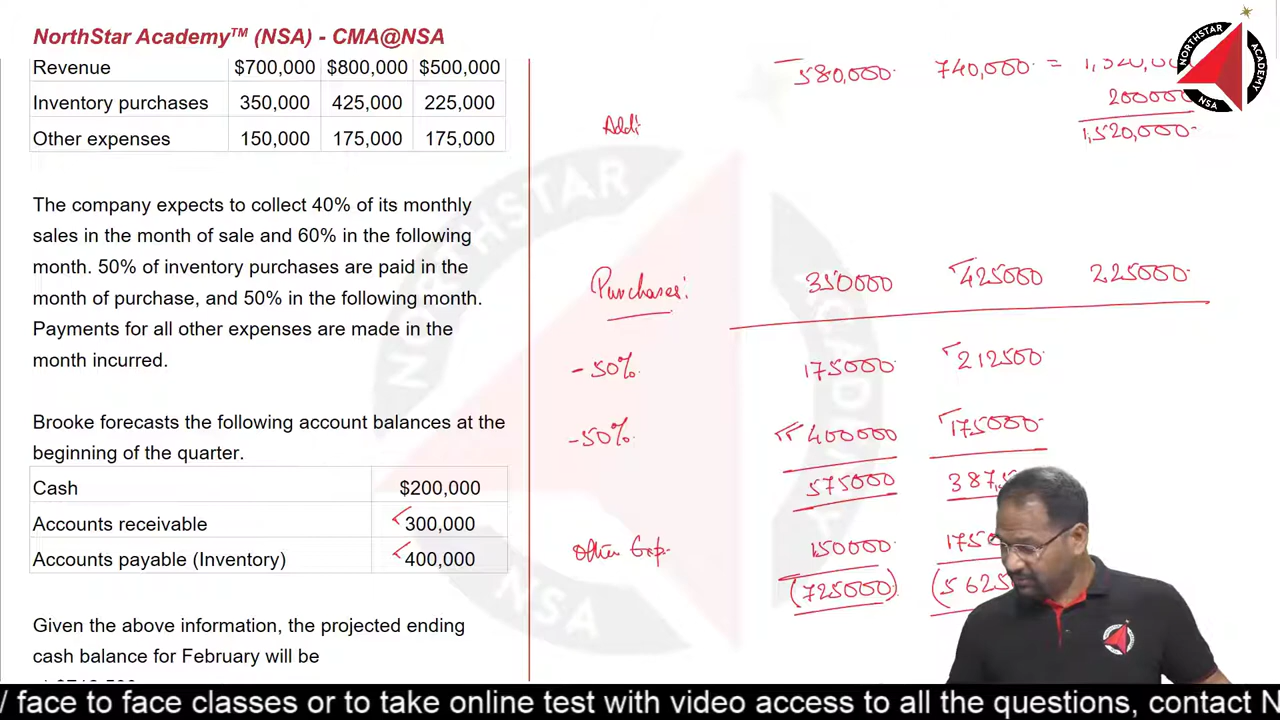 NorthStar Academy™ (NSA) - CMA@NSA
Revenue $700,000 $800,000 $500,000
Inventory purchases 350,000 425,000 225,000
Other expenses 150,000 175,000 175,000
The company expects to collect 40% of its monthly
sales in the month of sale and 60% in the following
month. 50% of inventory purchases are paid in the
month of purchase, and 50% in the following month.
Payments for all other expenses are made in the
month incurred.
Brooke forecasts the following account balances at the
beginning of the quarter.
Cash $200,000
Accounts receivable 300,000
Accounts payable (Inventory) 400,000
Given the above information, the projected ending
cash balance for February will be
580,000 740,000 =
200000
1,520,000
Addi
Purchases: 350000 425000 225000
-50% 175000 212500
-50% 400000 175000
575000
Other Exp. 150000
(725000)
NORTHSTAR ACADEMY
NSA
NORTHSTAR ACADEMY
NSA
/ face to face classes or to take online test with video access to all the questions, contact N